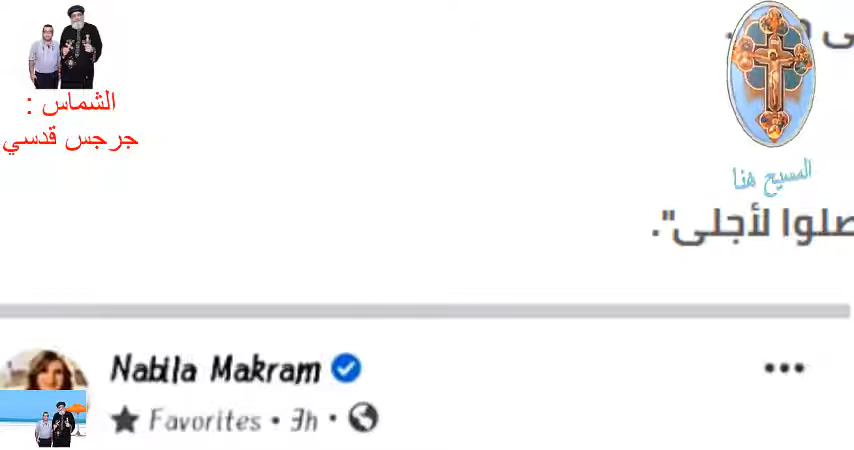 الشماس :
جرجس قدسي
المسيح هنا
صلوا لأجلى".
Nabila Makram
Favorites • 3h •